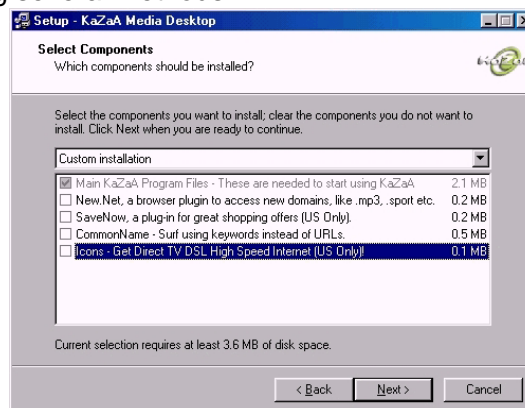 Setup - KaZaA Media Desktop
Select Components
Which components should be installed?
KaZaA
Select the components you want to install; clear the components you do not want to
install. Click Next when you are ready to continue.
Custom installation
Main KaZaA Program Files - These are needed to start using KaZaA 2.1 MB
New.Net, a browser plugin to access new domains, like .mp3, .sport etc. 0.2 MB
SaveNow, a plug-in for great shopping offers (US Only). 0.2 MB
CommonName - Surf using keywords instead of URLs. 0.5 MB
Icons - Get Direct TV DSL High Speed Internet (US Only)! 0.1 MB
Current selection requires at least 3.6 MB of disk space.
< Back Next > Cancel